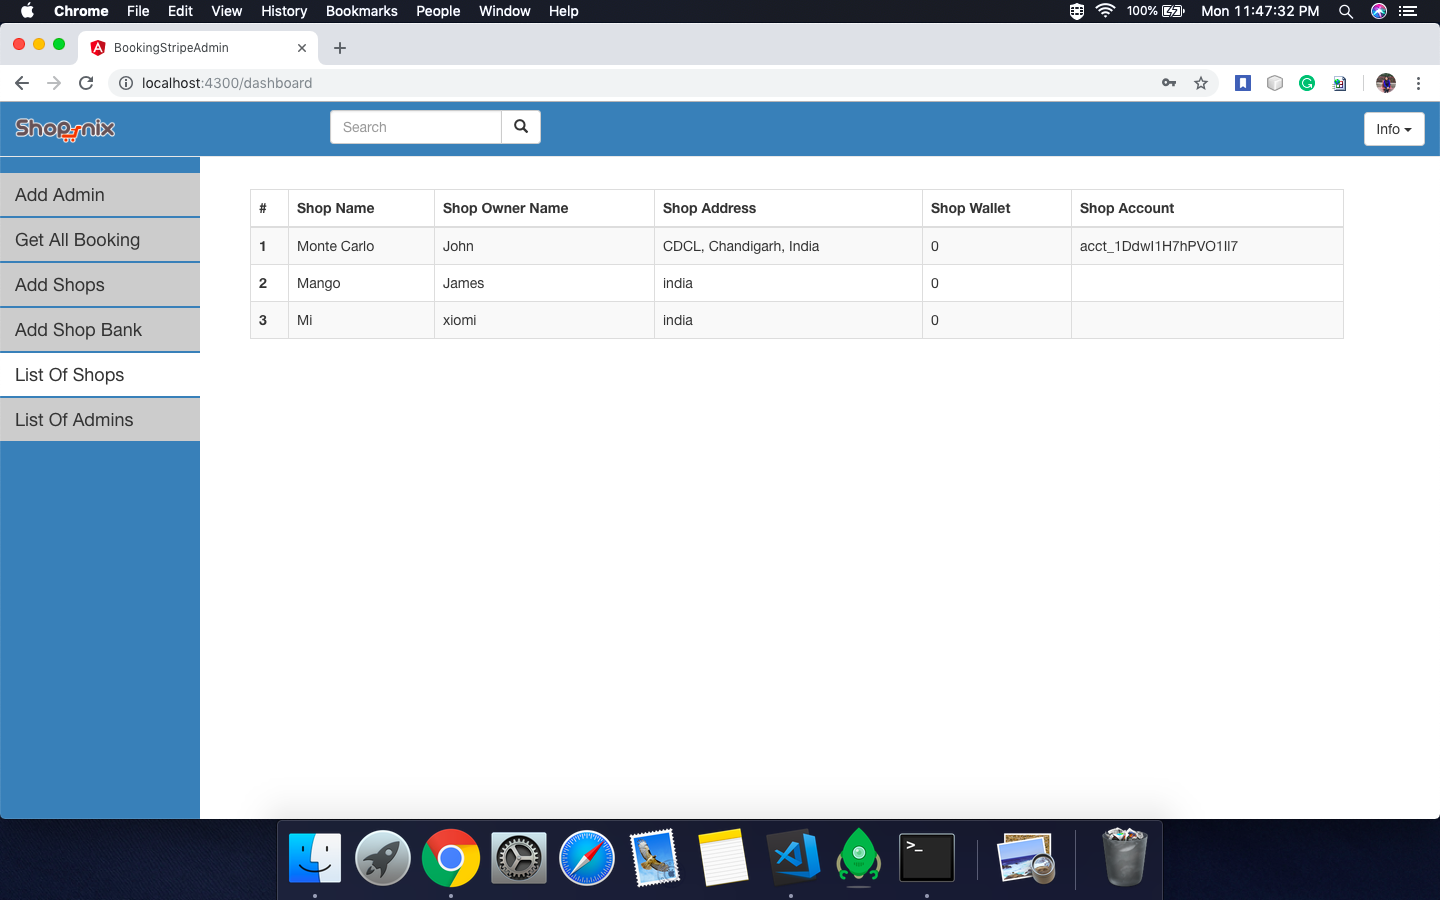 Chrome File Edit View History Bookmarks People Window Help 100% Mon 11:47:32 PM
BookingStripeAdmin
localhost:4300/dashboard
Shopnix Search Info
Add Admin
Get All Booking
Add Shops
Add Shop Bank
List Of Shops
List Of Admins
# Shop Name Shop Owner Name Shop Address Shop Wallet Shop Account
1 Monte Carlo John CDCL, Chandigarh, India 0 acct_1DdwI1H7hPVO1Il7
2 Mango James india 0
3 Mi xiomi india 0
>_